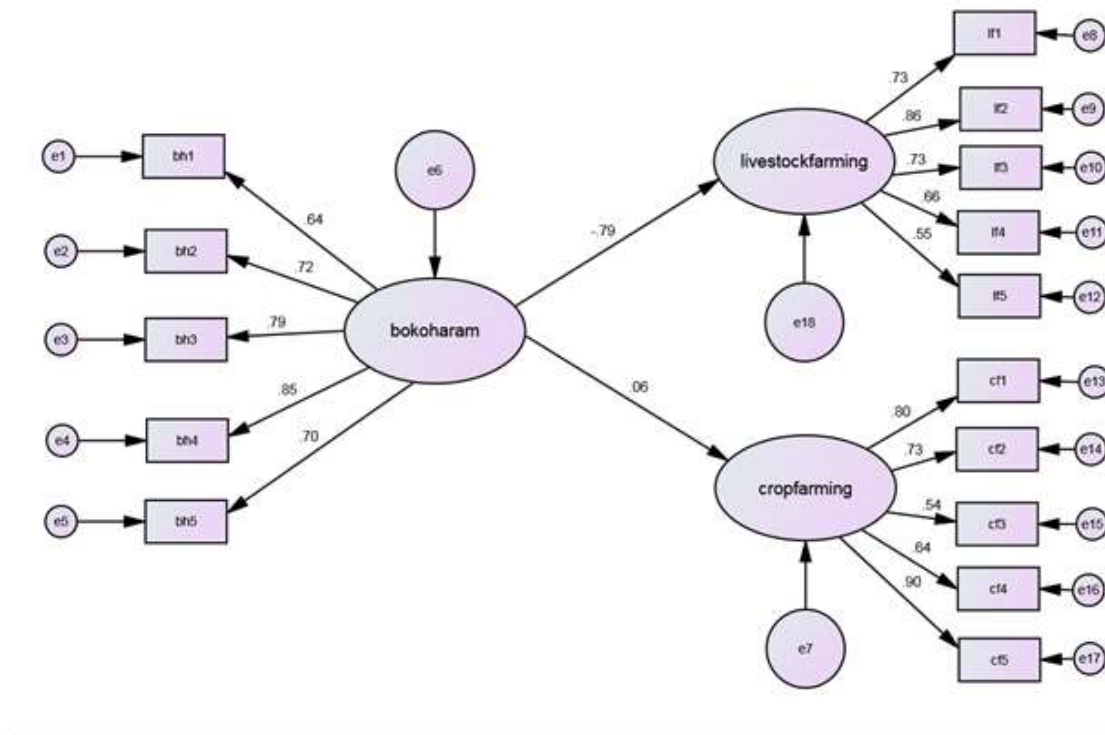 e1
bh1
.64
e2
bh2
.72
e3
bh3
.79
e4
bh4
.85
e5
bh5
.70
e6
bokoharam
-.79
.06
livestockfarming
e18
.73
lf1
e8
.86
lf2
e9
.73
lf3
e10
.66
lf4
e11
.55
lf5
e12
cropfarming
e7
.80
cf1
e13
.73
cf2
e14
.54
cf3
e15
.64
cf4
e16
.90
cf5
e17